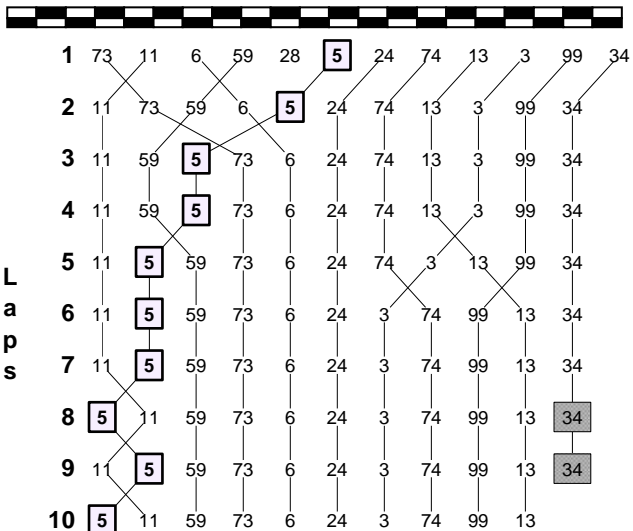 1 73 11 6 59 28 5 24 74 13 3 99 34
2 11 73 59 6 5 24 74 13 3 99 34
3 11 59 5 73 6 24 74 13 3 99 34
4 11 59 5 73 6 24 74 13 3 99 34
5 11 5 59 73 6 24 74 3 13 99 34
6 11 5 59 73 6 24 3 74 99 13 34
7 11 5 59 73 6 24 3 74 99 13 34
8 5 11 59 73 6 24 3 74 99 13 34
9 11 5 59 73 6 24 3 74 99 13 34
10 5 11 59 73 6 24 3 74 99 13
Laps